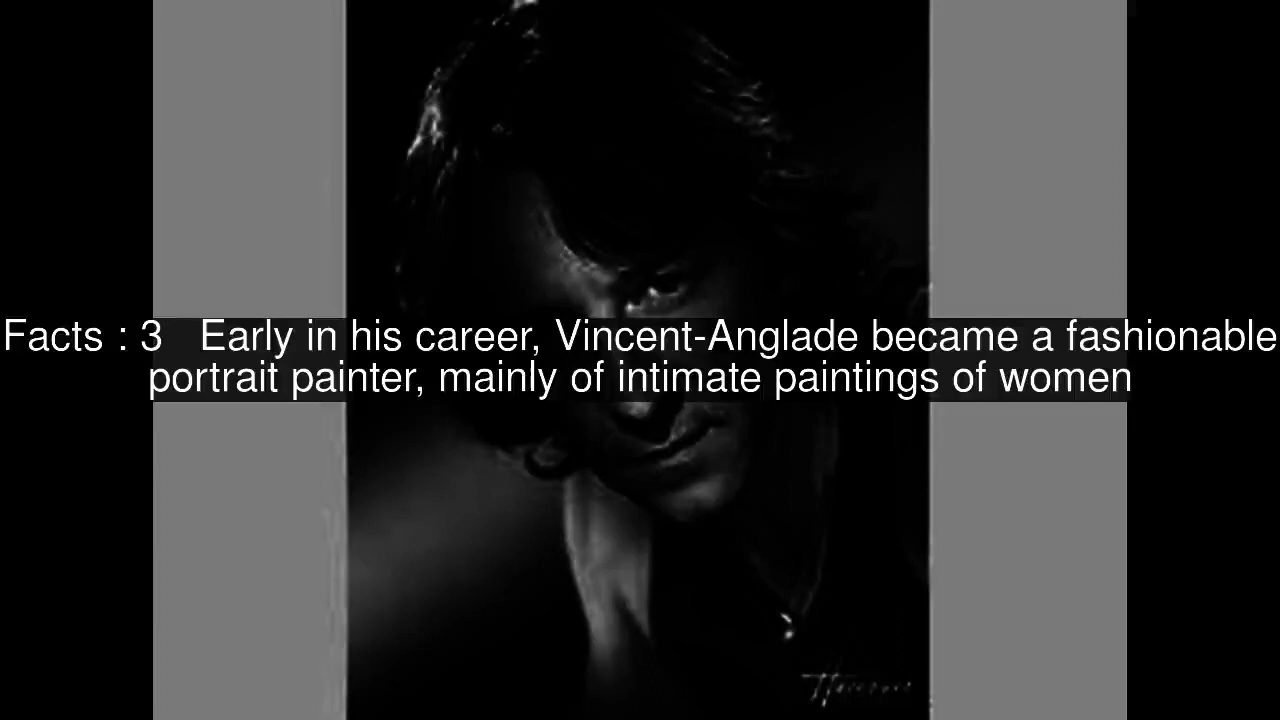 Facts : 3 Early in his career, Vincent-Anglade became a fashionable
portrait painter, mainly of intimate paintings of women